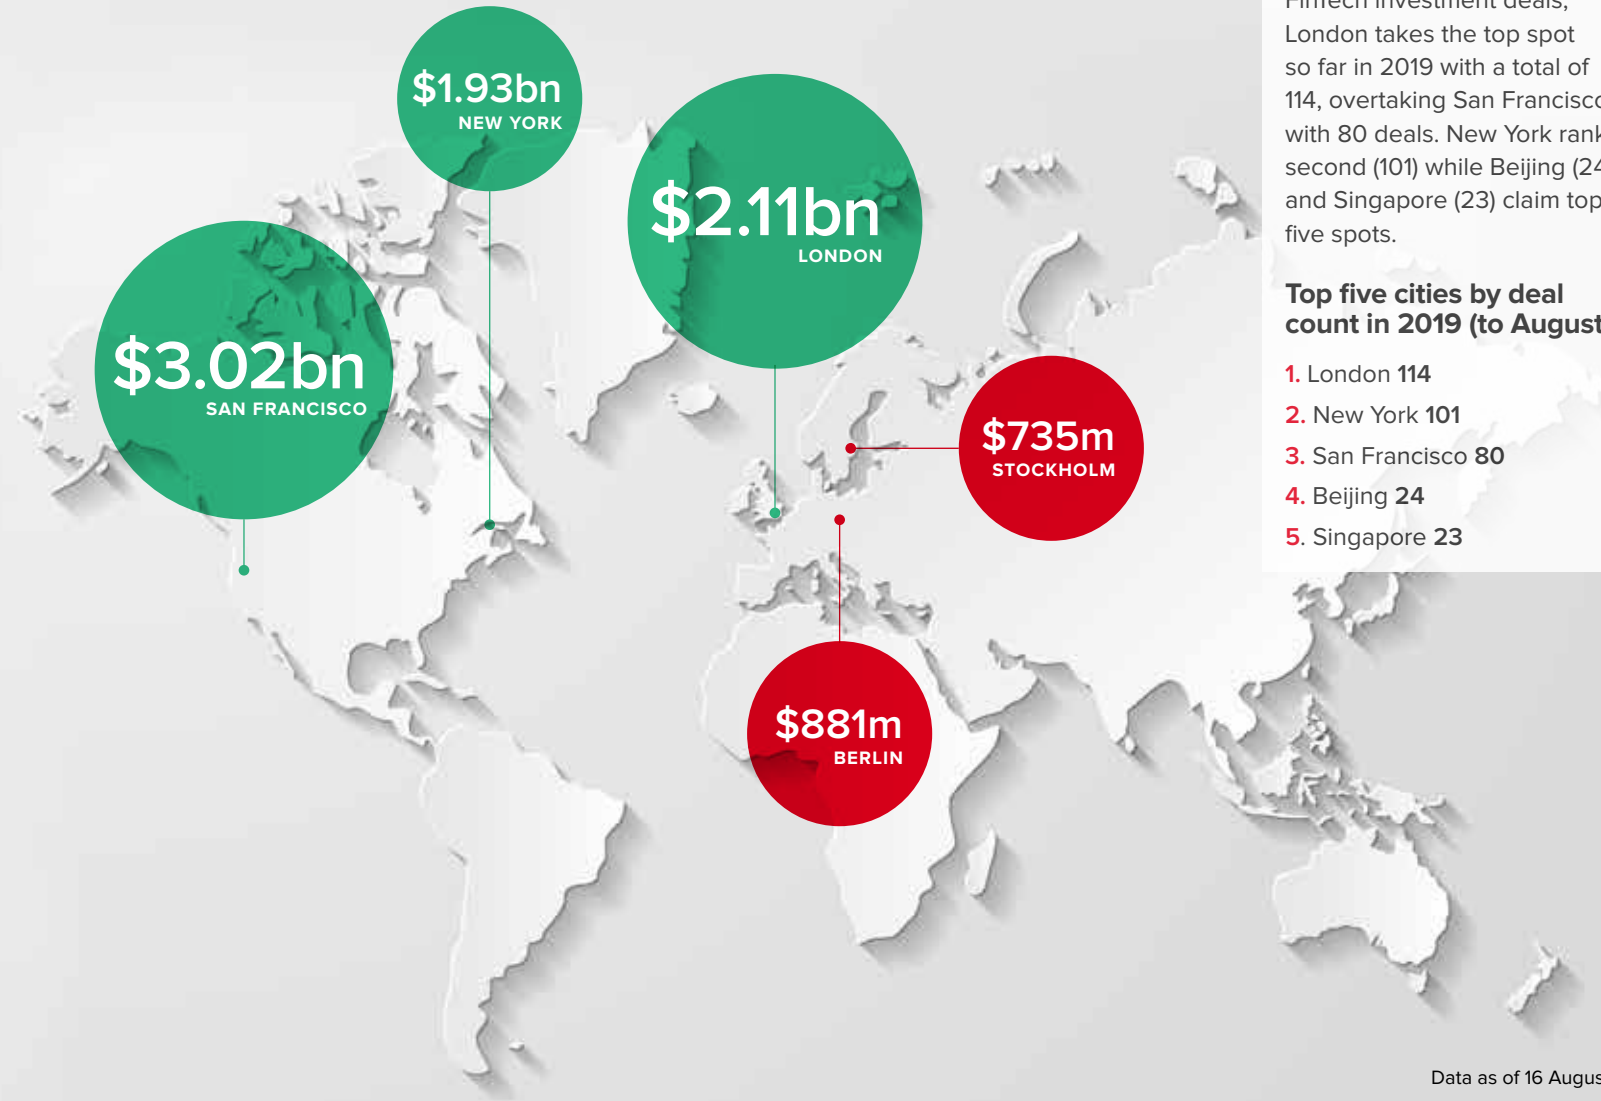 $1.93bn
NEW YORK
$2.11bn
LONDON
$3.02bn
SAN FRANCISCO
$735m
STOCKHOLM
$881m
BERLIN
FinTech investment deals,
London takes the top spot
so far in 2019 with a total of
114, overtaking San Francisco
with 80 deals. New York rank
second (101) while Beijing (24
and Singapore (23) claim top
five spots.
Top five cities by deal
count in 2019 (to August
1. London 114
2. New York 101
3. San Francisco 80
4. Beijing 24
5. Singapore 23
Data as of 16 Augus